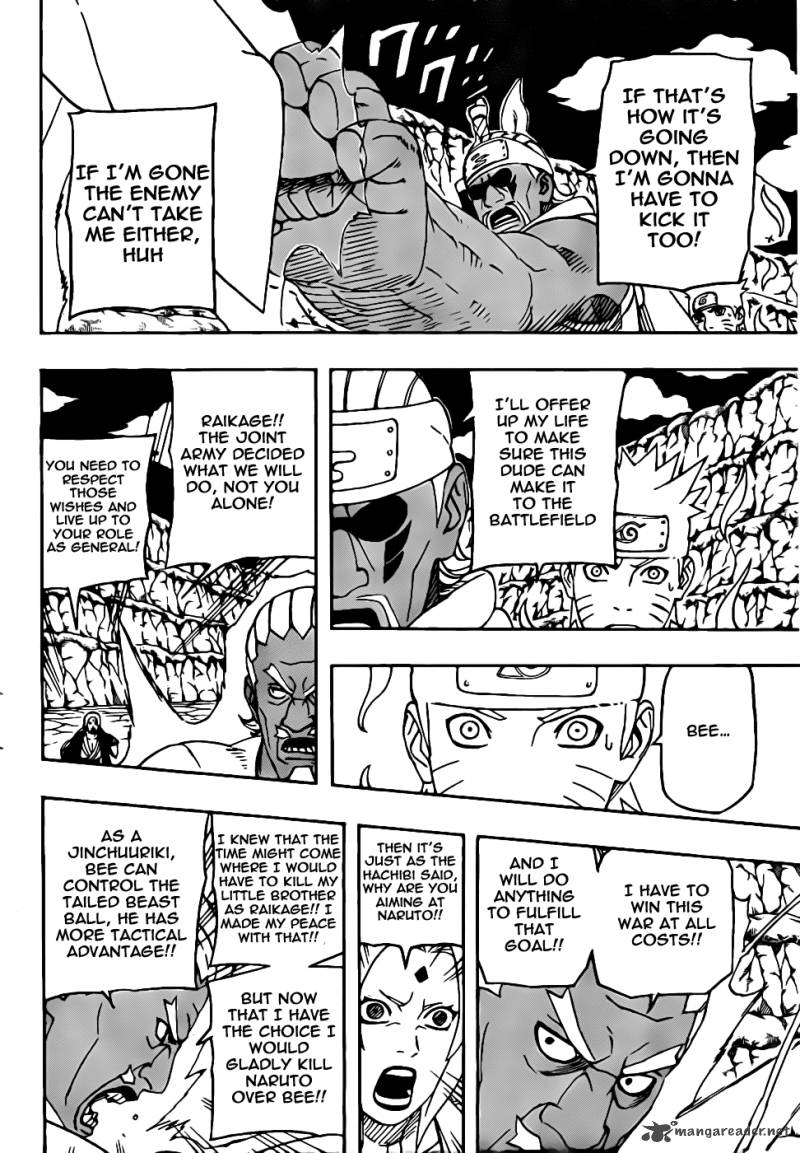 IF THAT'S
HOW IT'S
GOING
DOWN, THEN
I'M GONNA
HAVE TO
KICK IT
TOO!
ググ
IF I'M GONE
THE ENEMY
CAN'T TAKE
ME EITHER,
HUH
I'LL OFFER
UP MY LIFE
TO MAKE
SURE THIS
DUDE CAN
MAKE IT
TO THE
BATTLEFIELD
RAIKAGE!!
THE JOINT
ARMY DECIDED
WHAT WE WILL
DO, NOT YOU
ALONE!
YOU NEED TO
RESPECT
THOSE
WISHES AND
LIVE UP TO
YOUR ROLE
AS GENERAL!
BEE...
I HAVE TO
WIN THIS
WAR AT ALL
COSTS!!
AND I
WILL DO
ANYTHING
TO FULFILL
THAT
GOAL!!
THEN IT'S
JUST AS THE
HACHIBI SAID,
WHY ARE YOU
AIMING AT
NARUTO!!
I KNEW THAT THE
TIME MIGHT COME
WHERE I WOULD
HAVE TO KILL MY
LITTLE BROTHER
AS RAIKAGE!! I
MADE MY PEACE
WITH THAT!!
BUT NOW
THAT I HAVE
THE CHOICE I
WOULD
GLADLY KILL
NARUTO
OVER BEE!!
AS A
JINCHUURIKI,
BEE CAN
CONTROL THE
TAILED BEAST
BALL, HE HAS
MORE TACTICAL
ADVANTAGE!!
mangareader.net